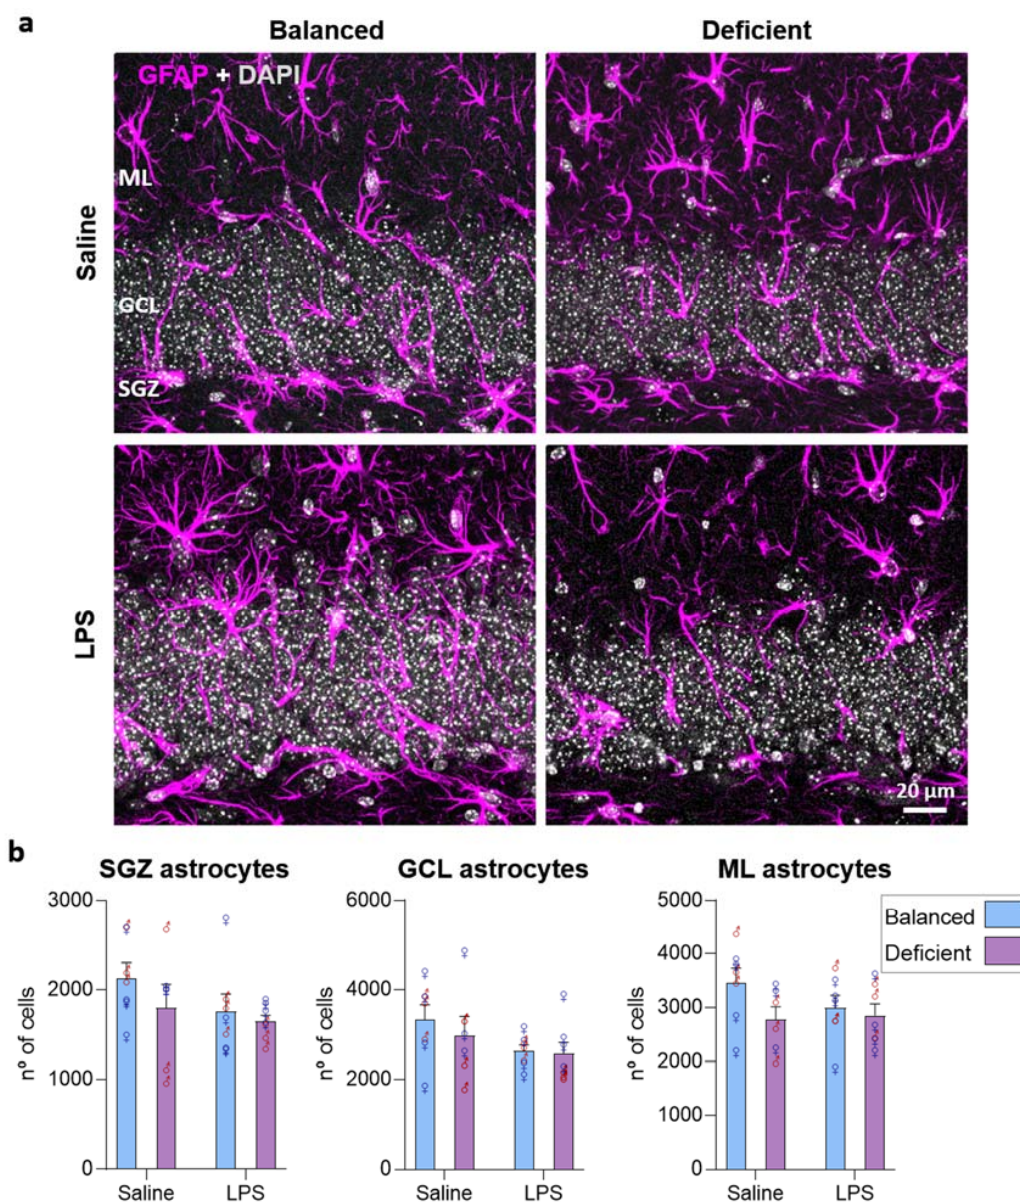 a
Balanced
Deficient
GFAP + DAPI
ML
GCL
SGZ
Saline
LPS
20 µm
b
SGZ astrocytes
GCL astrocytes
ML astrocytes
Balanced
Deficient
nº of cells
3000
2000
1000
0
Saline
LPS
nº of cells
6000
4000
2000
0
Saline
LPS
nº of cells
5000
4000
3000
2000
1000
0
Saline
LPS